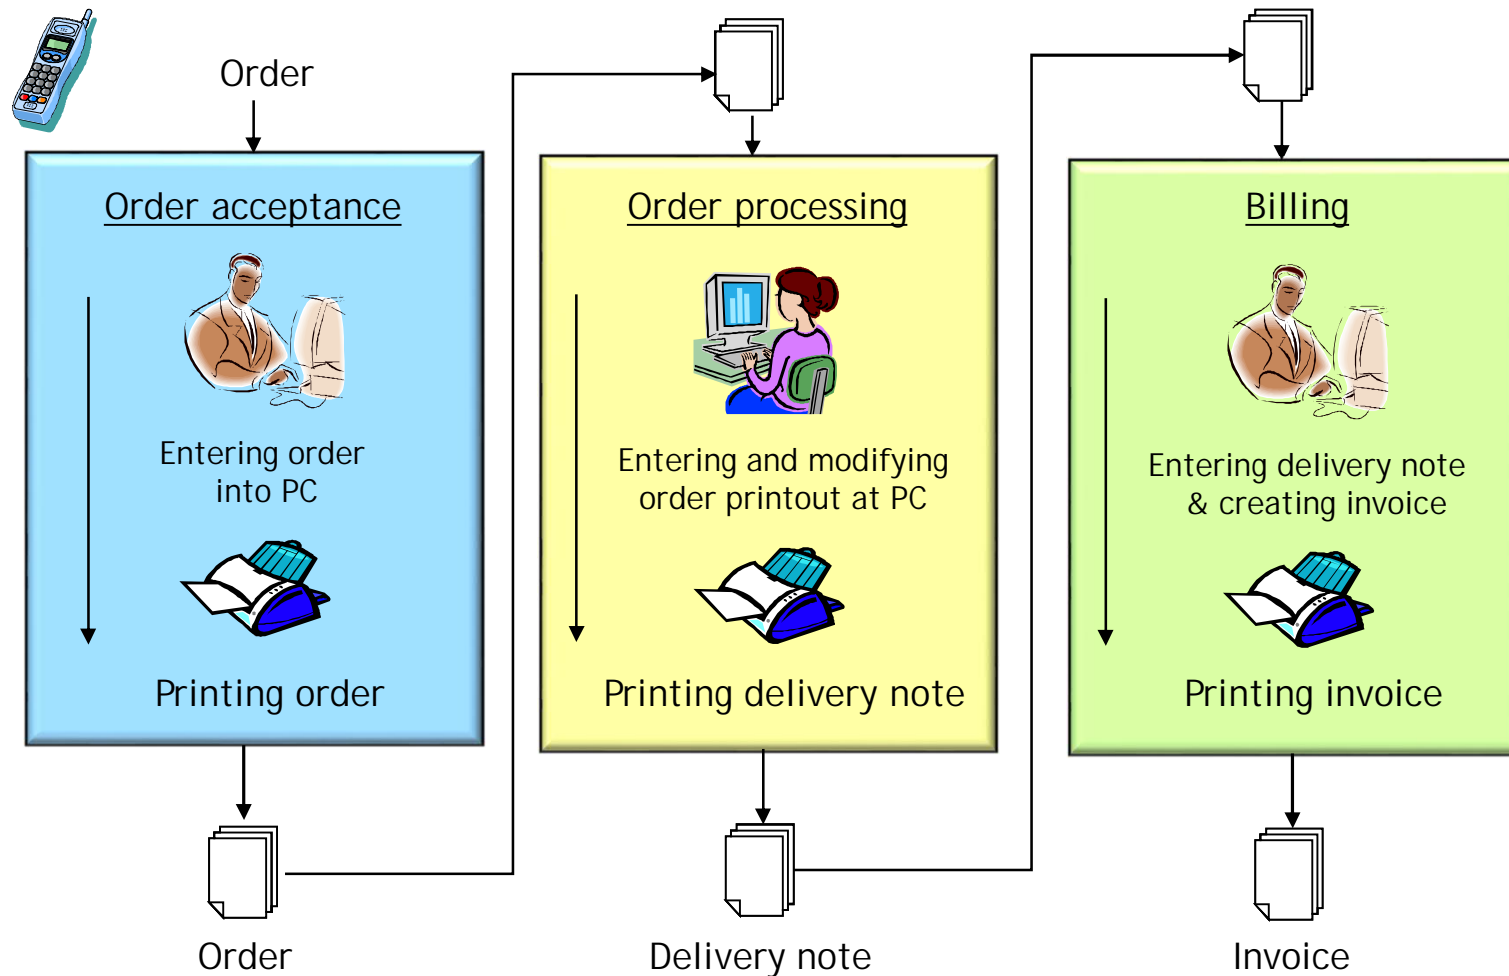 Order
Order acceptance
Entering order
into PC
Printing order
Order
Order processing
Entering and modifying
order printout at PC
Printing delivery note
Delivery note
Billing
Entering delivery note
& creating invoice
Printing invoice
Invoice